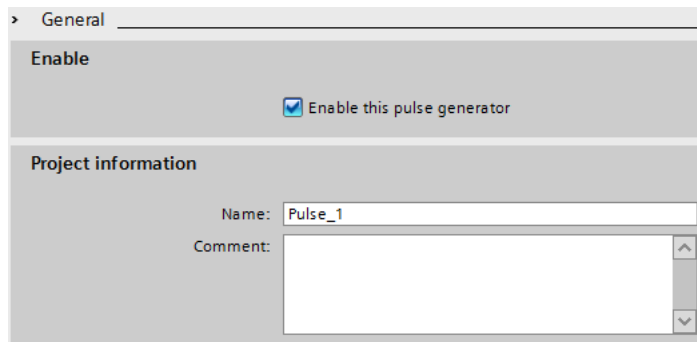 General
Enable
Enable this pulse generator
Project information
Name: Pulse_1
Comment: